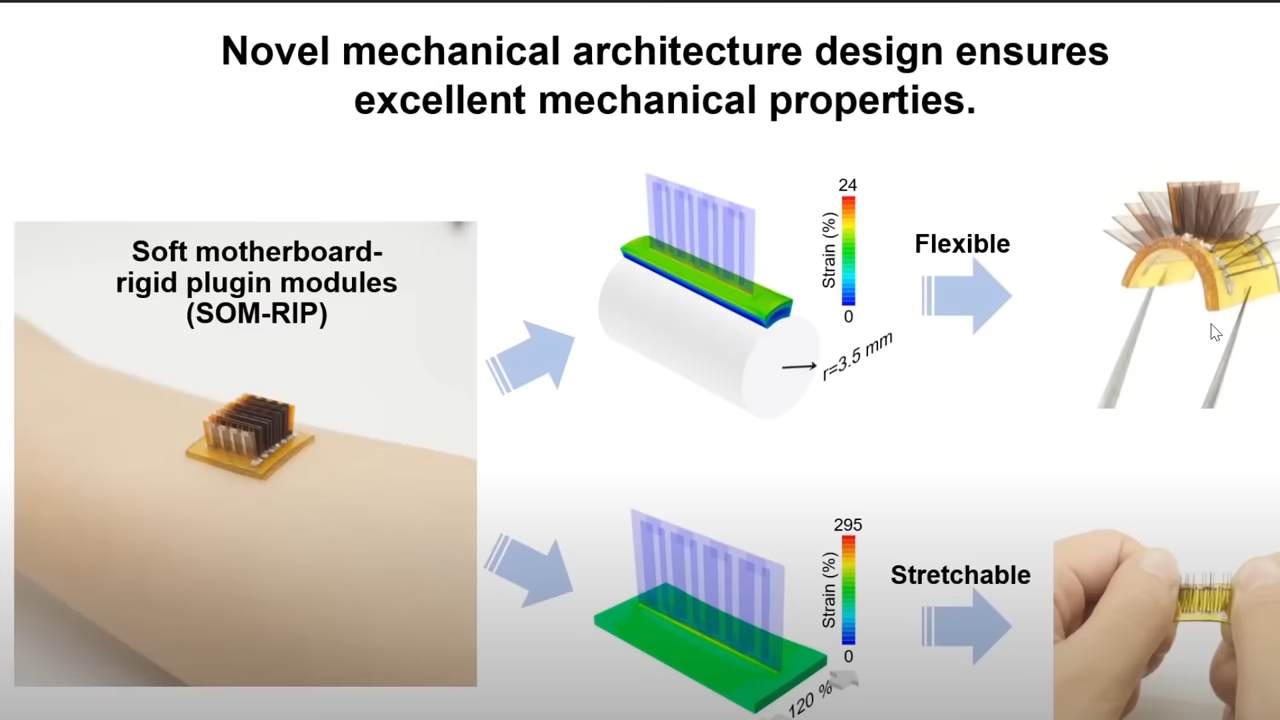 Novel mechanical architecture design ensures
excellent mechanical properties.
Soft motherboard-
rigid plugin modules
(SOM-RIP)
24
Strain (%)
0
r=3.5 mm
Flexible
295
Strain (%)
0
120 %
Stretchable